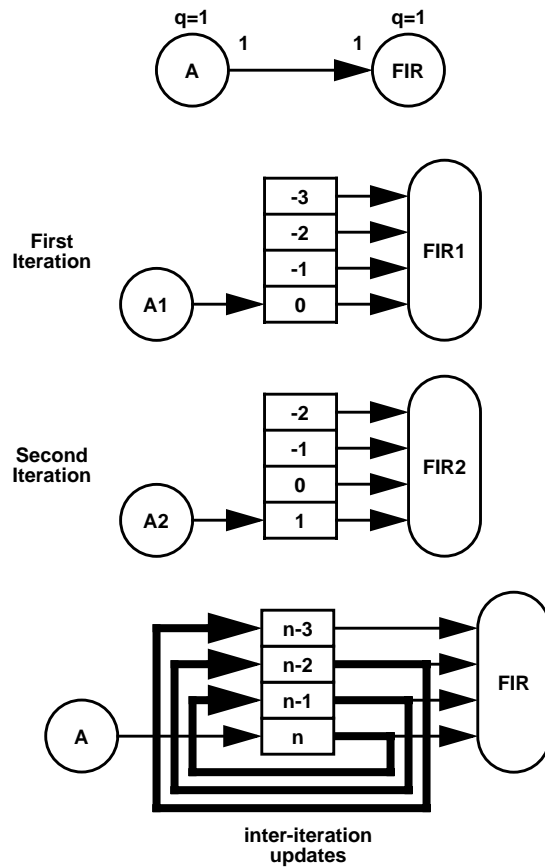 q=1 q=1
A 1 1 FIR
First
Iteration
-3
-2
-1
0
A1
FIR1
Second
Iteration
-2
-1
0
1
A2
FIR2
n-3
n-2
n-1
n
A
FIR
inter-iteration
updates